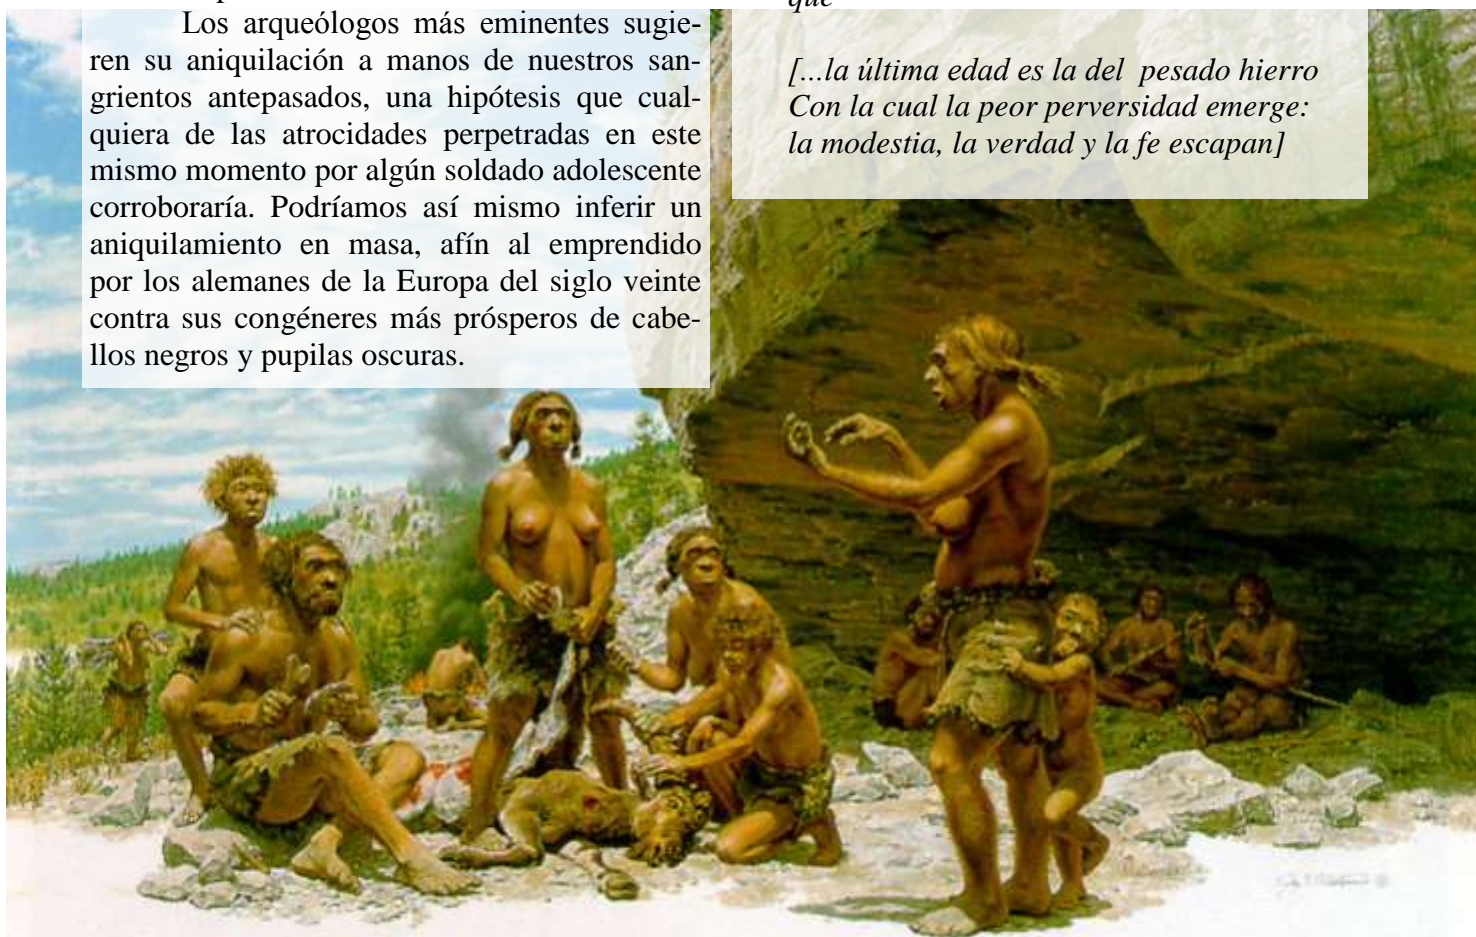 Los arqueólogos más eminentes sugie-
ren su aniquilación a manos de nuestros san-
grientos antepasados, una hipótesis que cual-
quiera de las atrocidades perpetradas en este
mismo momento por algún soldado adolescente
corroboraría. Podríamos así mismo inferir un
aniquilamiento en masa, afín al emprendido
por los alemanes de la Europa del siglo veinte
contra sus congéneres más prósperos de cabe-
llos negros y pupilas oscuras.
que
[...la última edad es la del  pesado hierro
Con la cual la peor perversidad emerge:
la modestia, la verdad y la fe escapan]